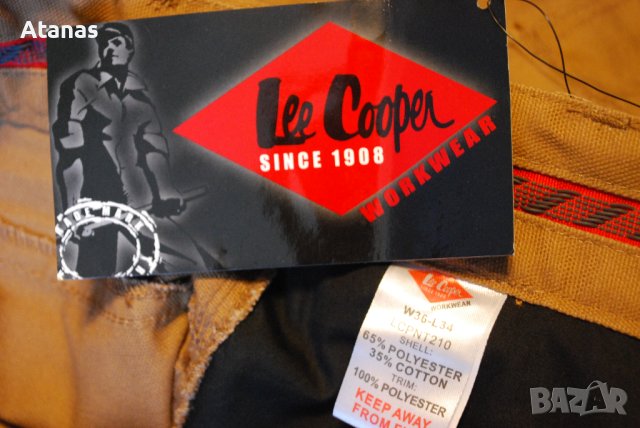 Atanas
Lee Cooper
SINCE 1908
WORKWEAR
Lee Cooper
WORKWEAR
W36-L34
LCPNT210
SHELL:
65% POLYESTER
35% COTTON
TRIM:
100% POLYESTER
KEEP AWAY
FROM
BAZAR